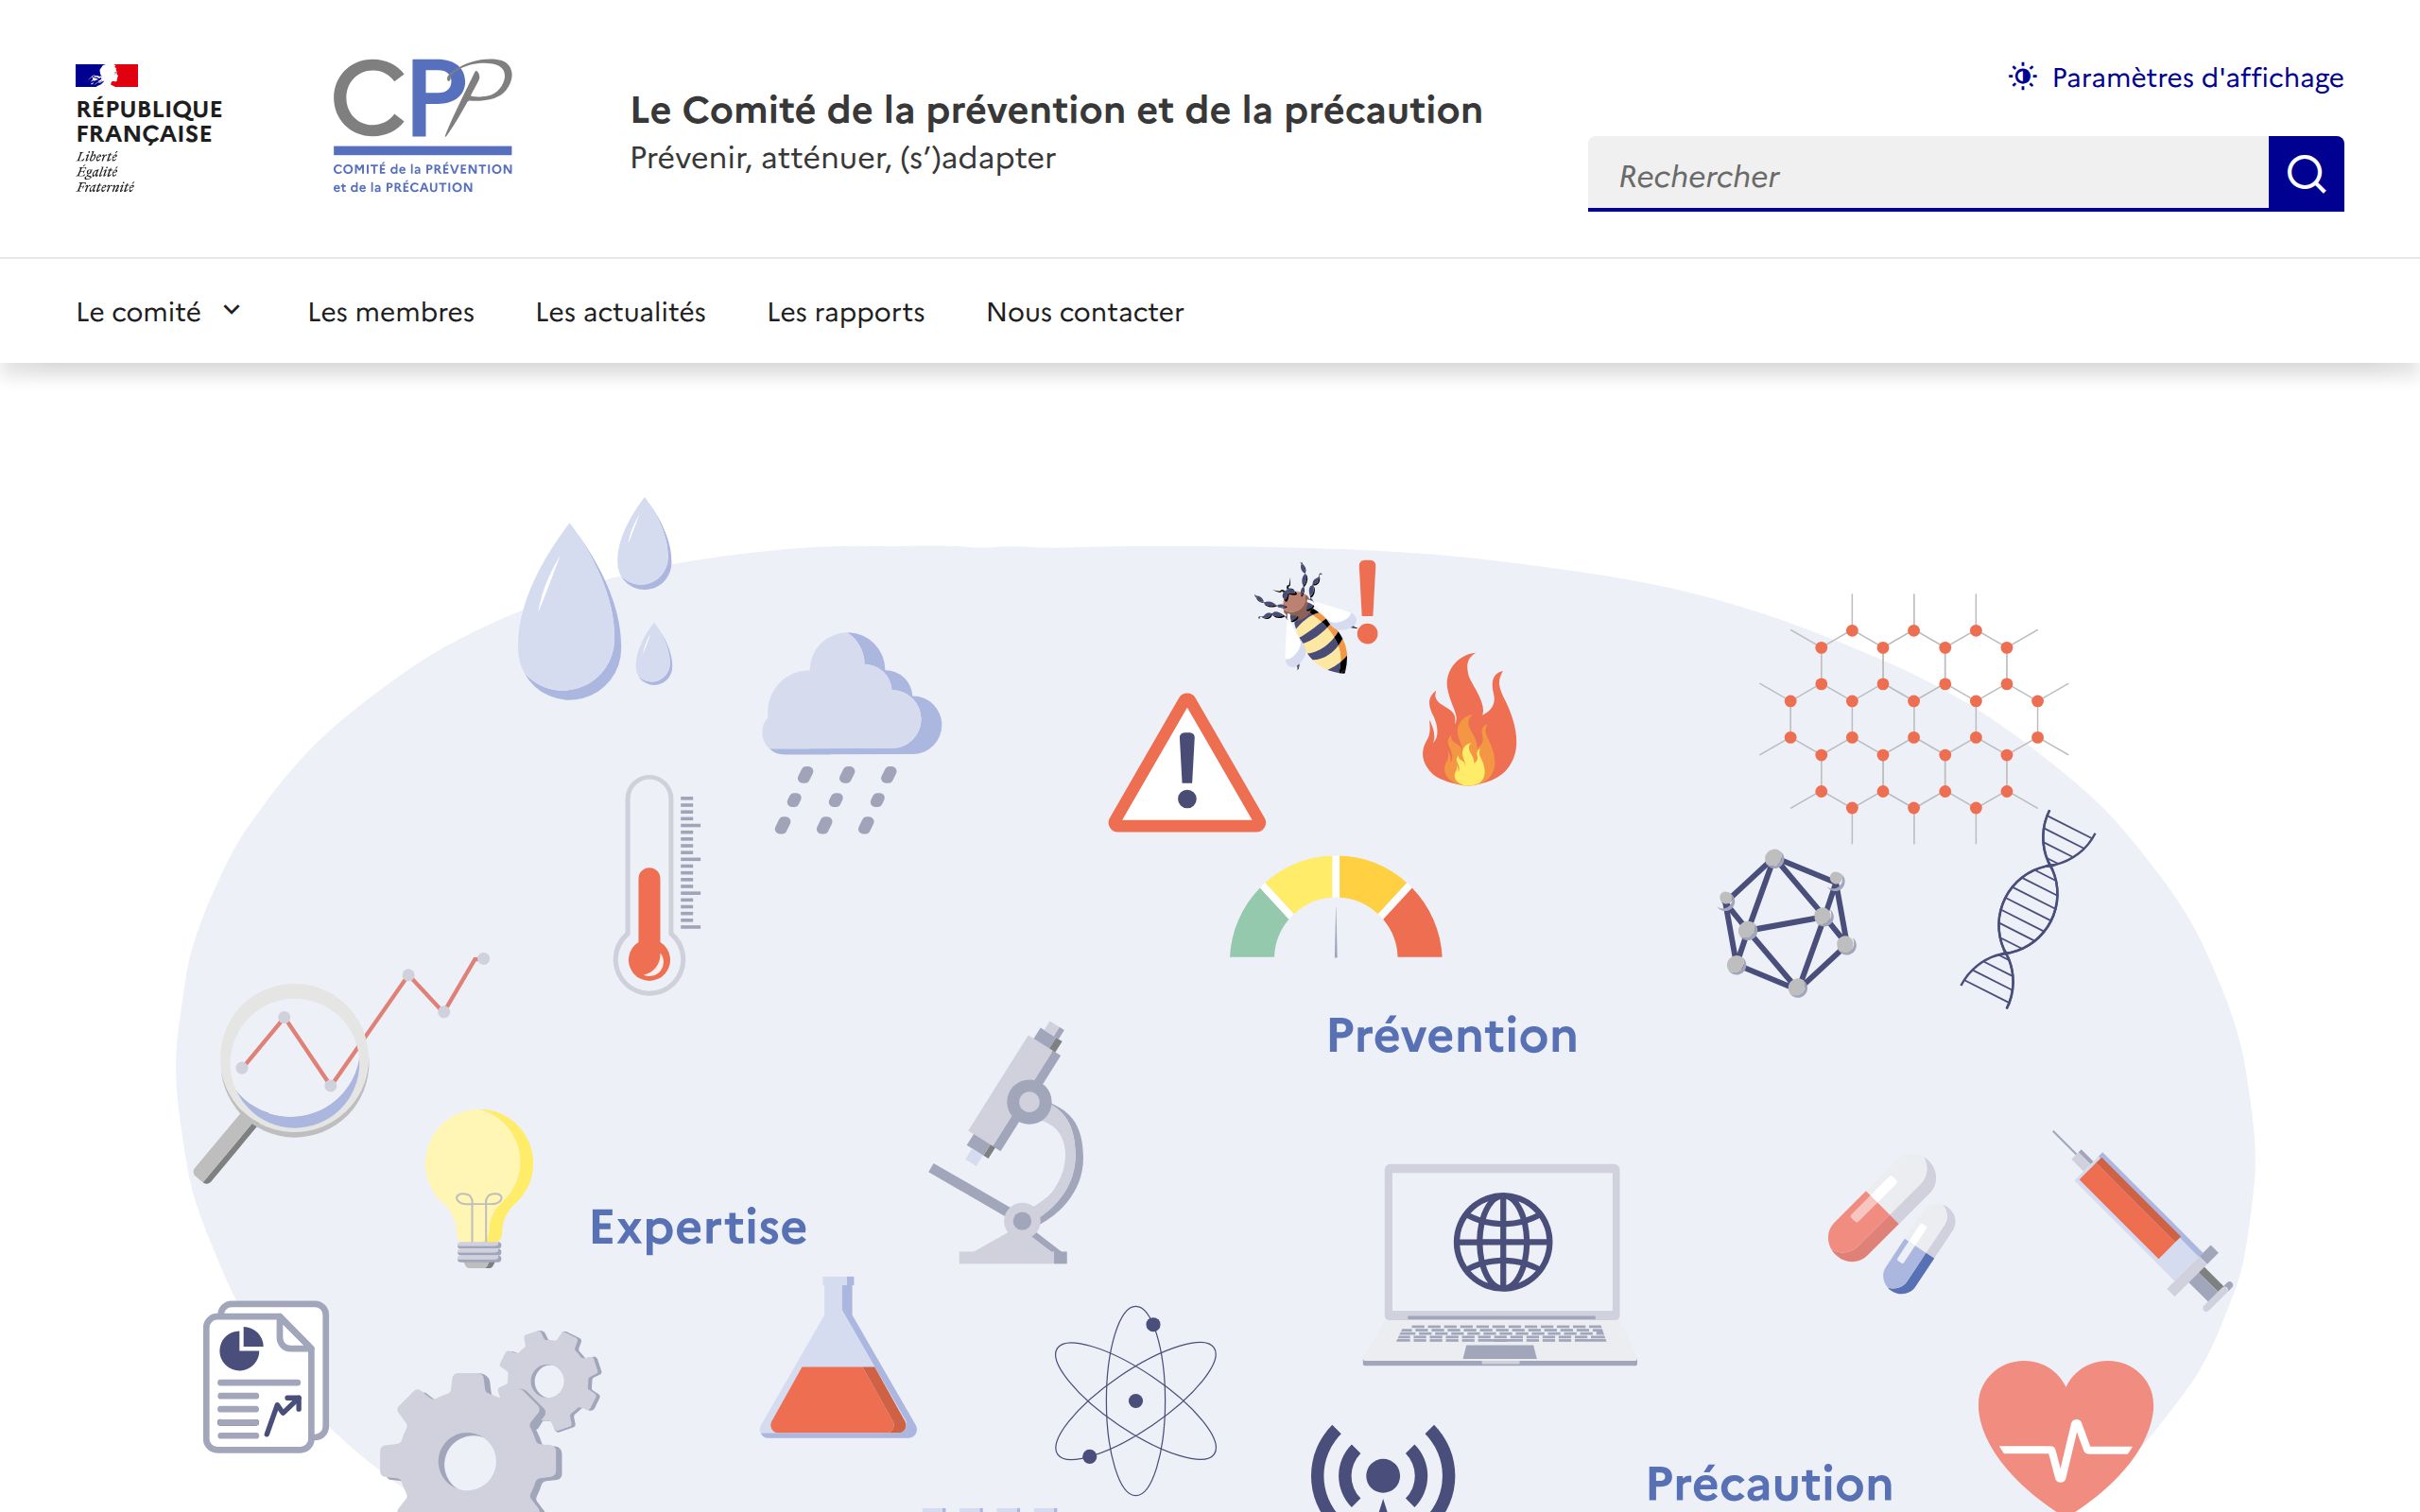 RÉPUBLIQUE
FRANÇAISE
Liberté
Égalité
Fraternité
CPP
COMITÉ de la PRÉVENTION
et de la PRÉCAUTION
Le Comité de la prévention et de la précaution
Prévenir, atténuer, (s’)adapter
Paramètres d'affichage
Rechercher
Le comité
Les membres
Les actualités
Les rapports
Nous contacter
Prévention
Expertise
Précaution